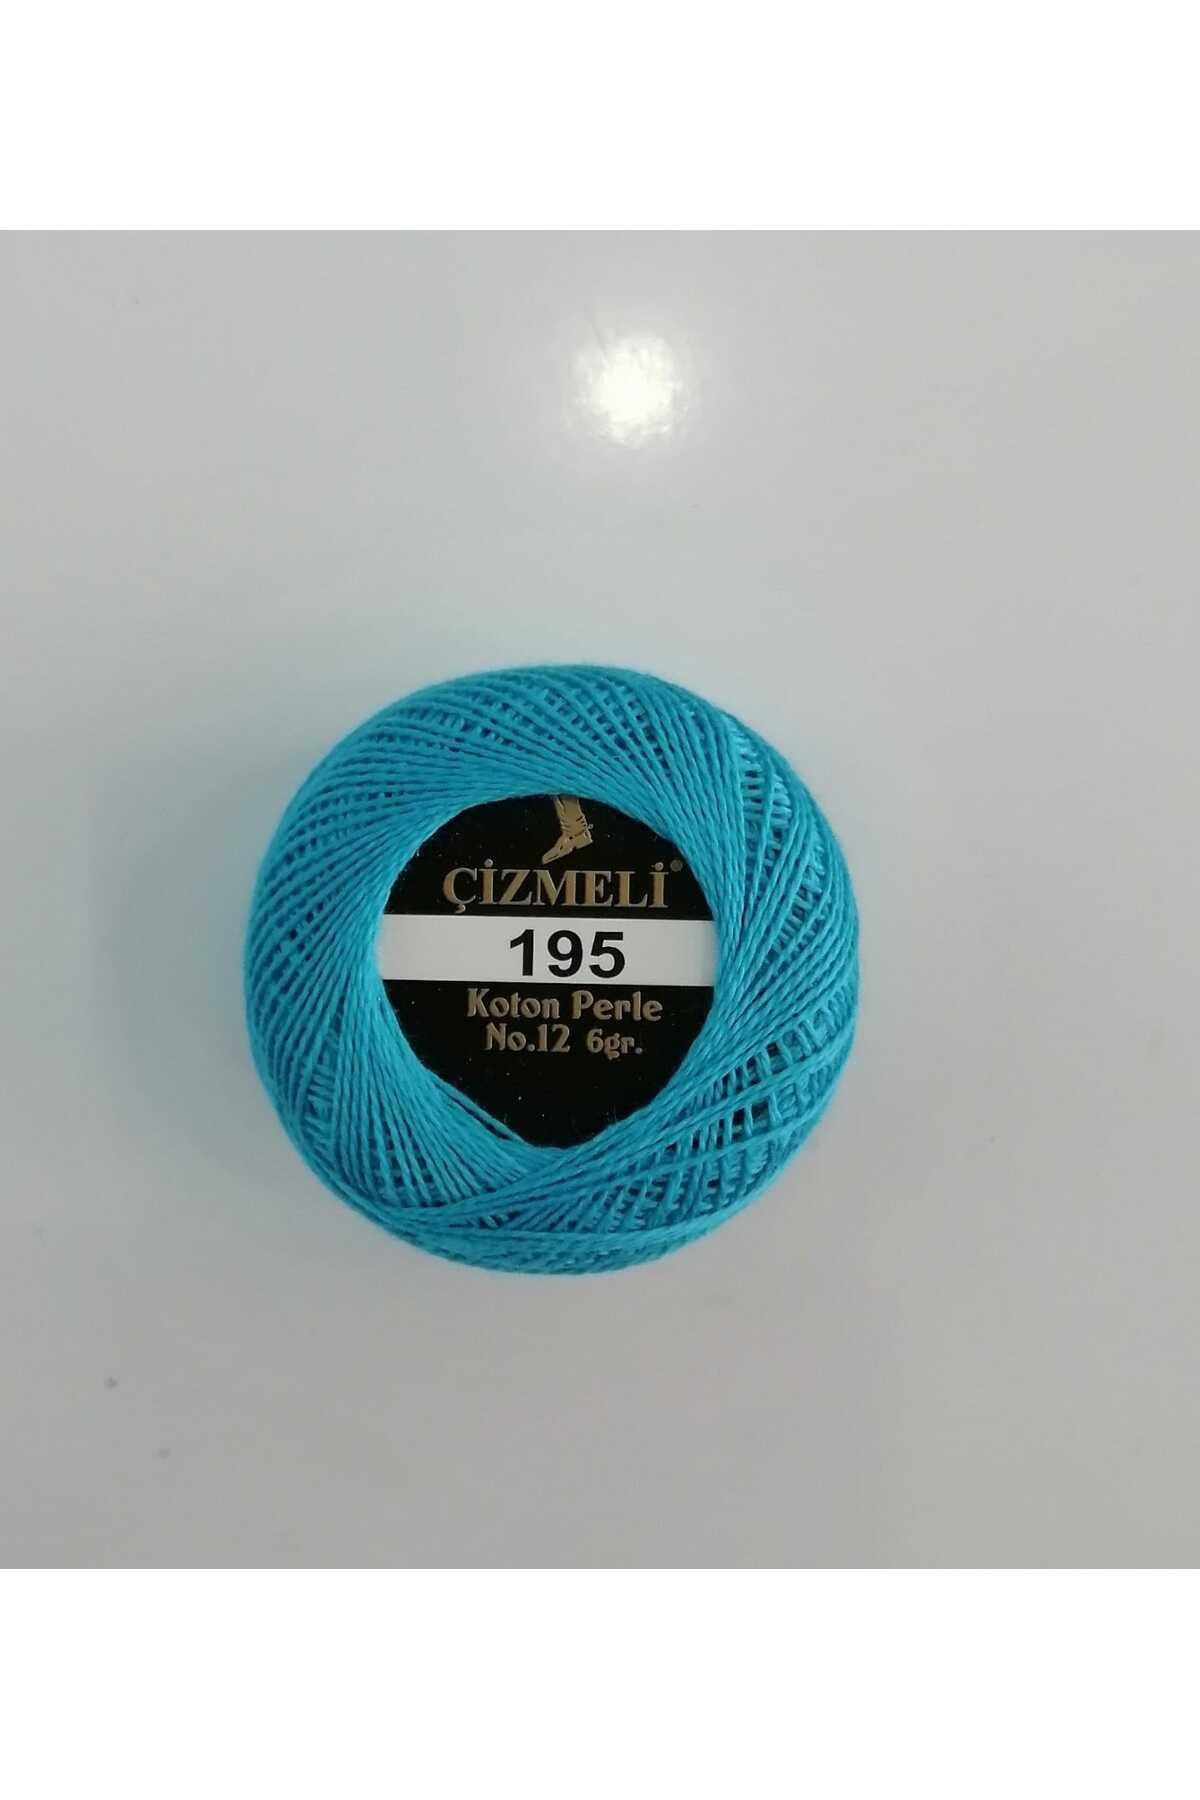 ÇİZMELİ®
195
Koton Perle
No.12 6gr.